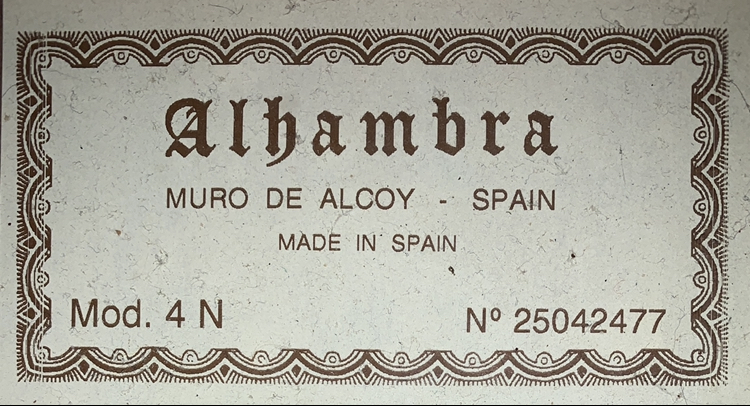 Alhambra
MURO DE ALCOY - SPAIN
MADE IN SPAIN
Mod. 4 N
Nº 25042477